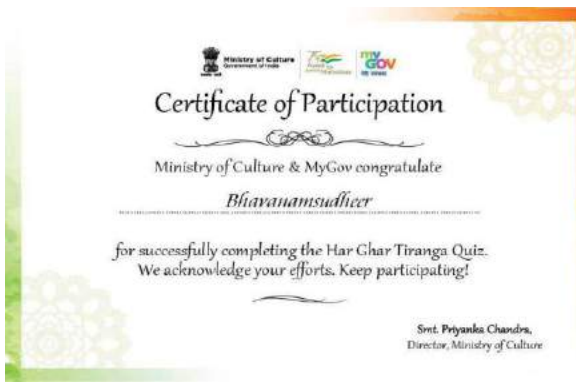 Ministry of Culture
Government of India
my
GOV
Certificate of Participation
Ministry of Culture & MyGov congratulate
Bhavanamsudheer
for successfully completing the Har Ghar Tiranga Quiz.
We acknowledge your efforts. Keep participating!
Smt. Priyanka Chandra,
Director, Ministry of Culture